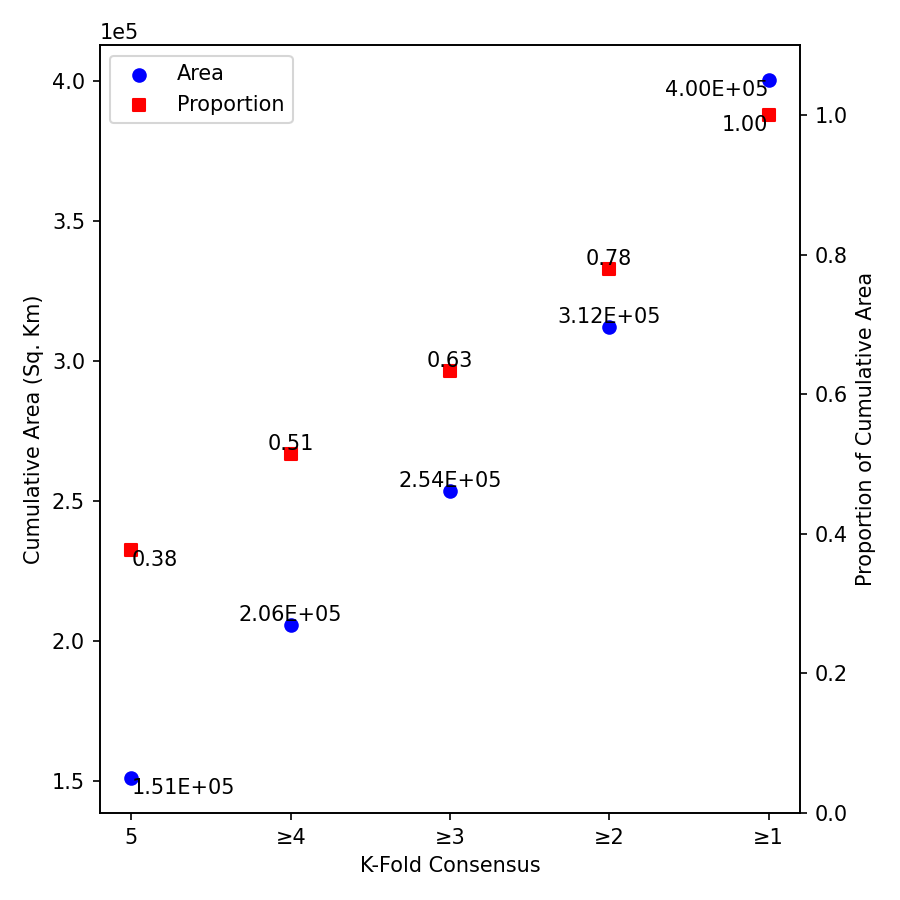 1e5
Area
Proportion
4.0
3.5
3.0
2.5
2.0
1.5
Cumulative Area (Sq. Km)
4.00E+05
1.00
0.78
3.12E+05
0.63
0.51
2.54E+05
0.38
2.06E+05
1.51E+05
1.0
0.8
0.6
0.4
0.2
0.0
Proportion of Cumulative Area
5
≥4
≥3
≥2
≥1
K-Fold Consensus